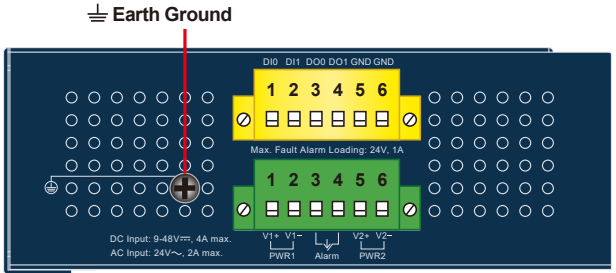 Earth Ground
DI0 DI1 DO0 DO1 GND GND
1 2 3 4 5 6
Max. Fault Alarm Loading: 24V, 1A
1 2 3 4 5 6
V1+ V1− V2+ V2−
PWR1 Alarm PWR2
DC Input: 9-48V⎓, 4A max.
AC Input: 24V～, 2A max.